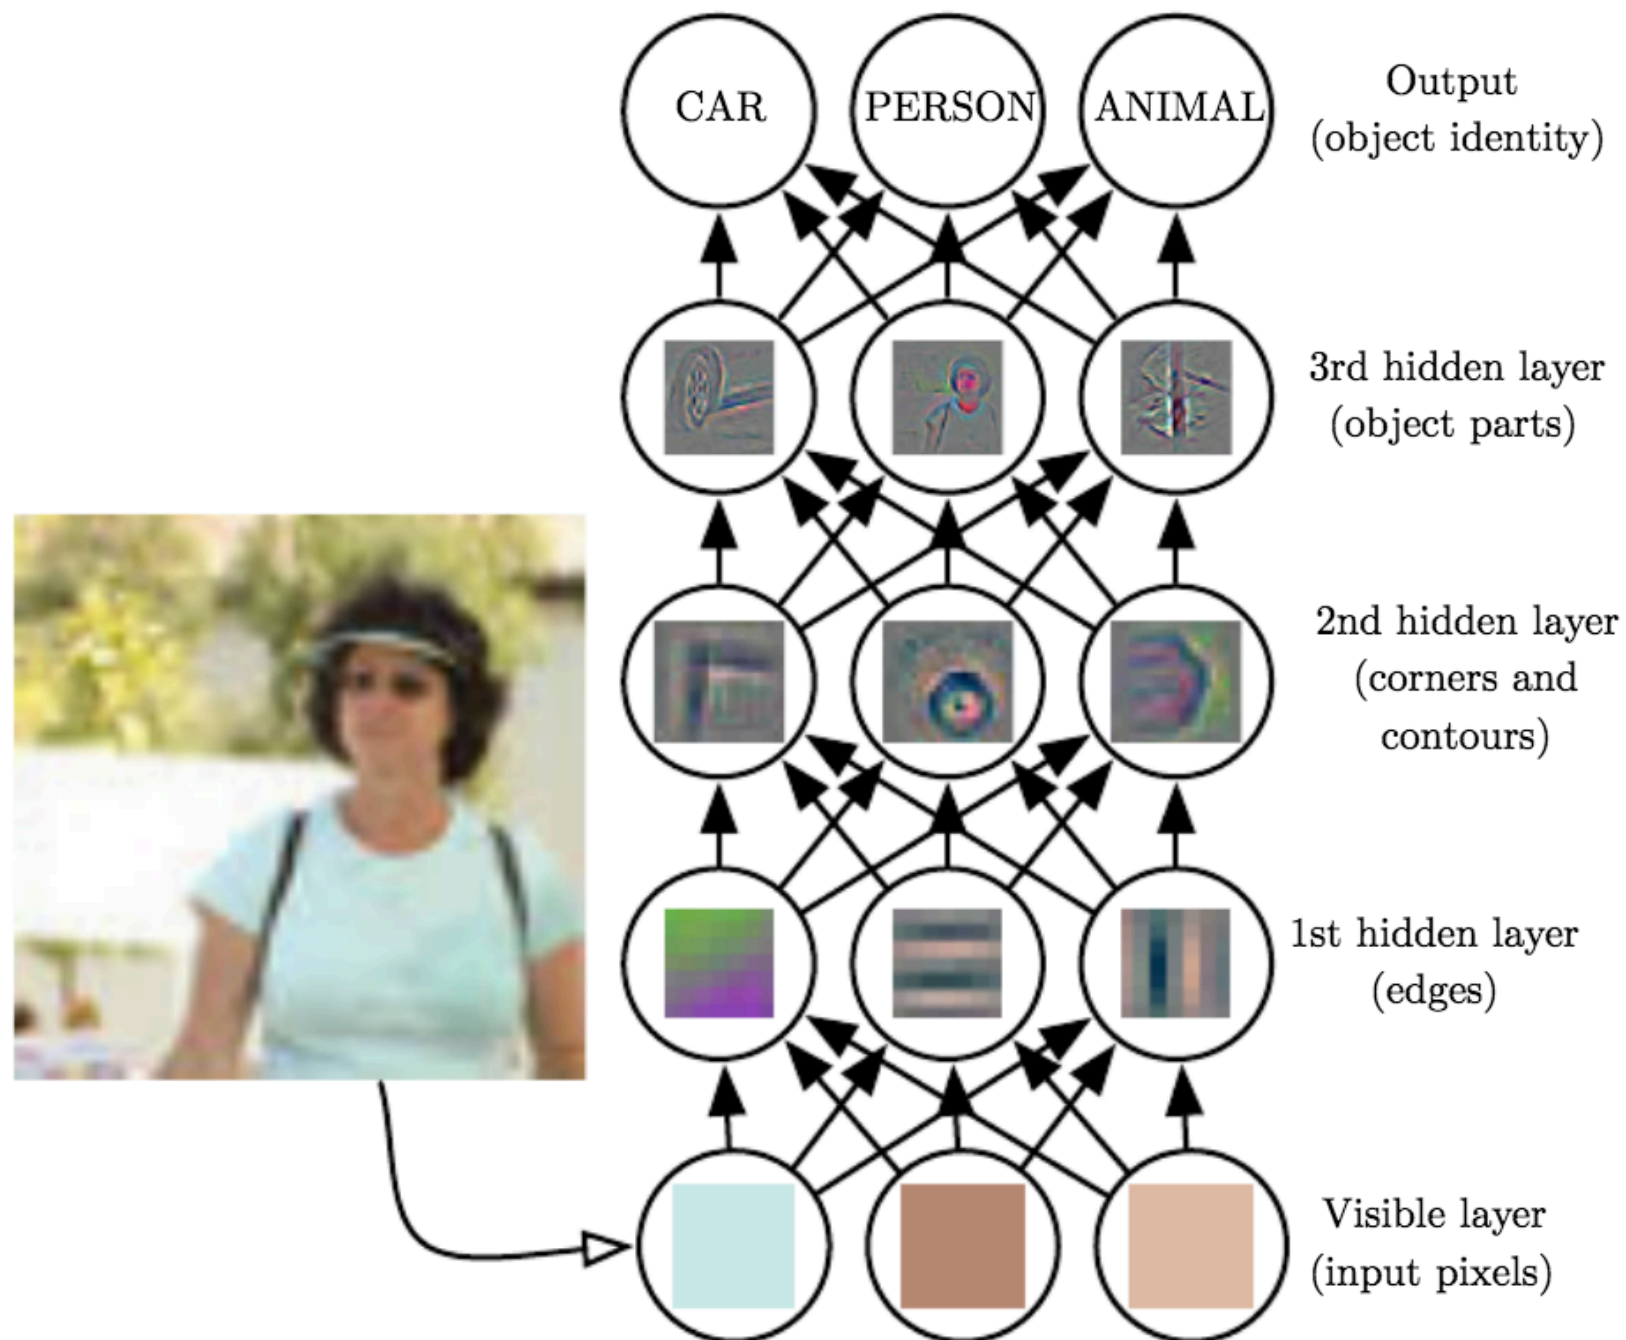 CAR
PERSON
ANIMAL
Output
(object identity)
3rd hidden layer
(object parts)
2nd hidden layer
(corners and
contours)
1st hidden layer
(edges)
Visible layer
(input pixels)